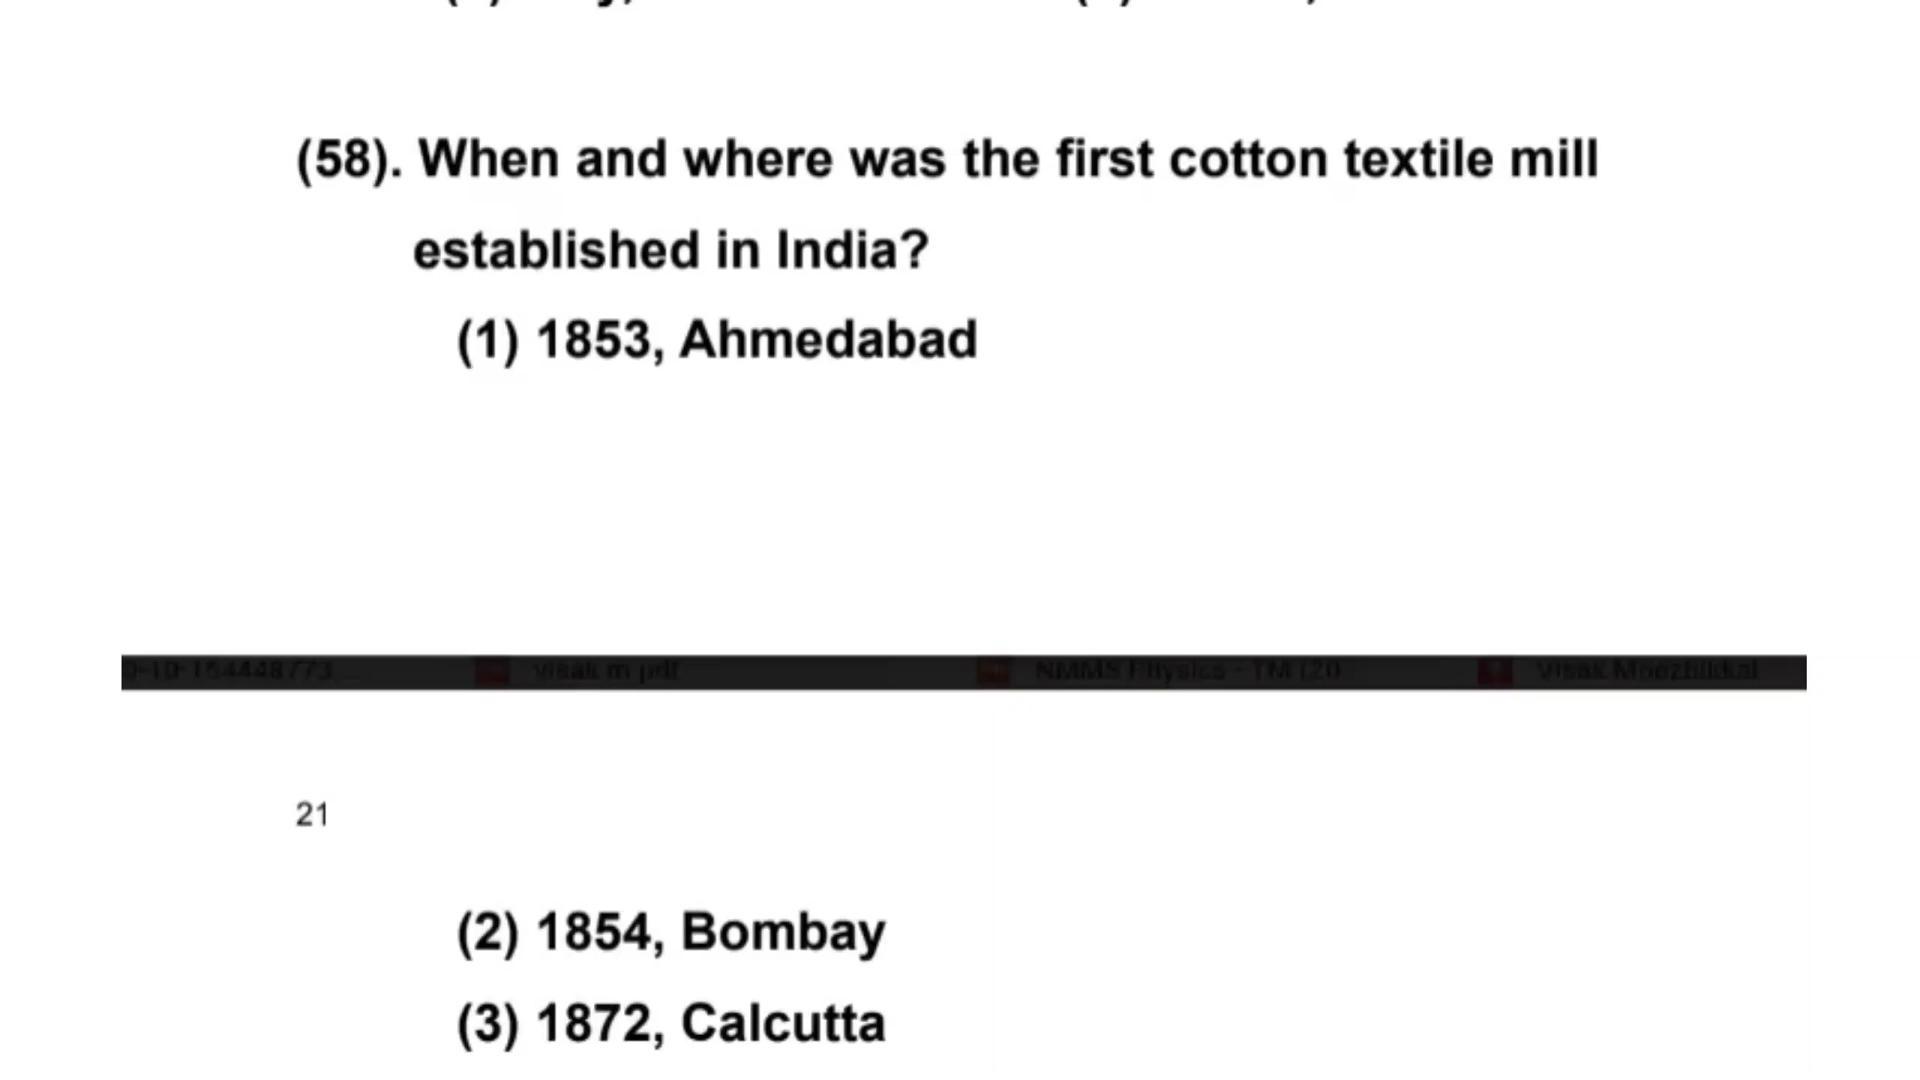 (58). When and where was the first cotton textile mill
established in India?
(1) 1853, Ahmedabad
21
(2) 1854, Bombay
(3) 1872, Calcutta